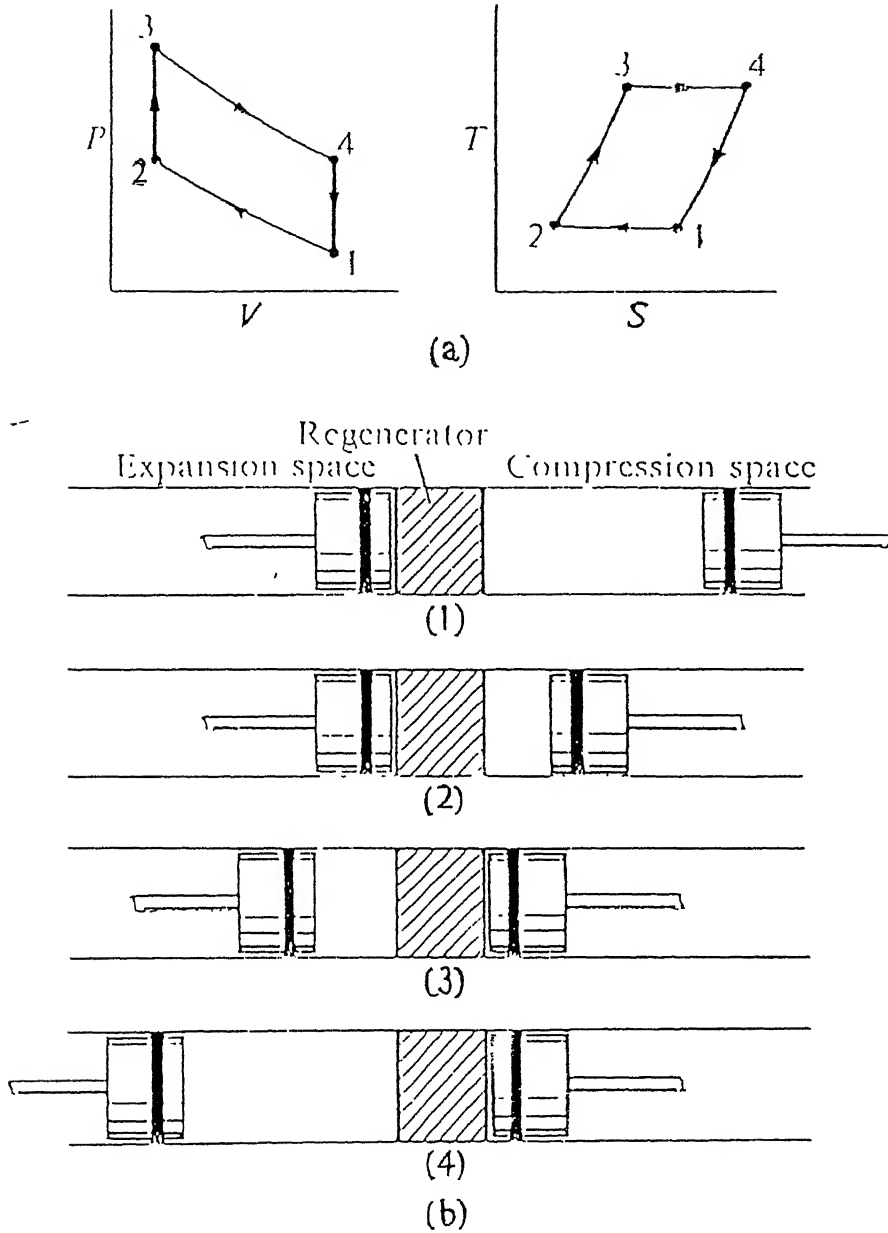 3
4
P
2
1
V
3
4
T
2
1
S
(a)
Regenerator
Expansion space
Compression space
(1)
(2)
(3)
(4)
(b)